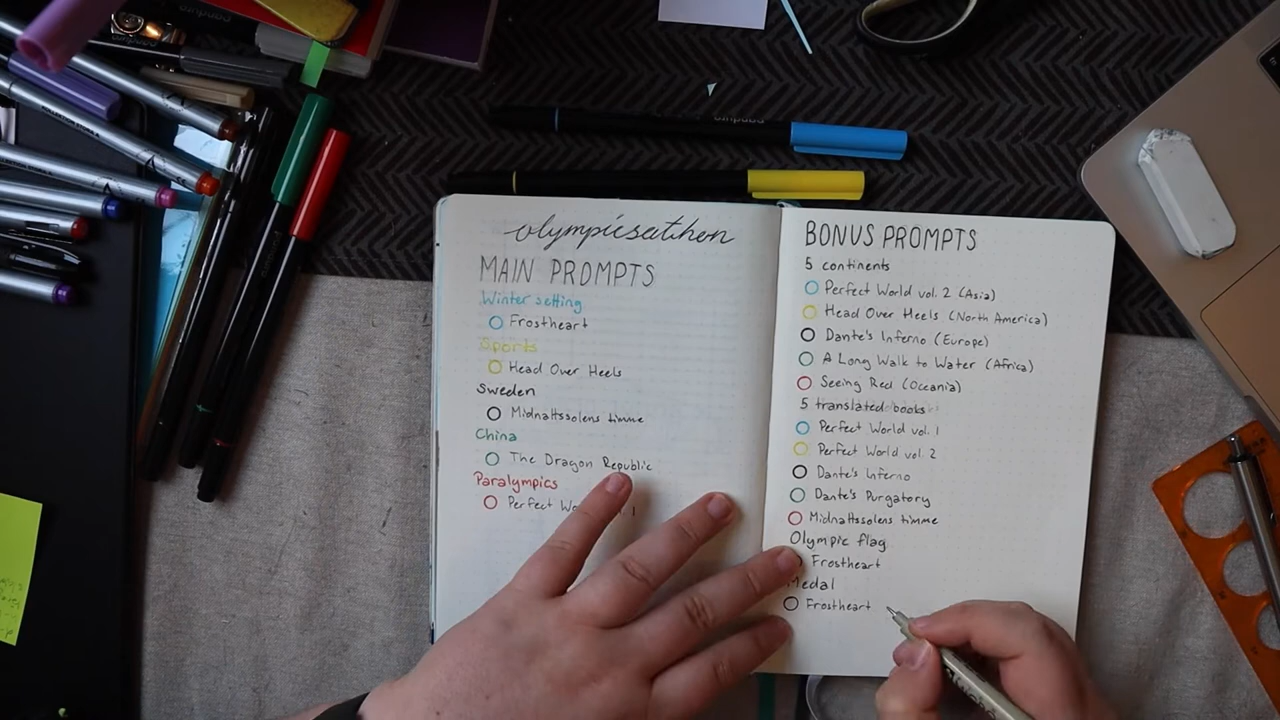 olympicsathon
MAIN PROMPTS
Winter setting
Frostheart
Sports
Head Over Heels
Sweden
Midnattssolens timme
China
The Dragon Republic
Paralympics
Perfect 1
BONUS PROMPTS
5 continents
Perfect World vol. 2 (Asia)
Head Over Heels (North America)
Dante's Inferno (Europe)
A Long Walk to Water (Africa)
Seeing Red (Oceania)
5 translated books
Perfect World vol. 1
Perfect World vol. 2
Dante's Inferno
Dante's Purgatory
Midnattssolens timme
Olympic flag
Frostheart
Medal
Frostheart